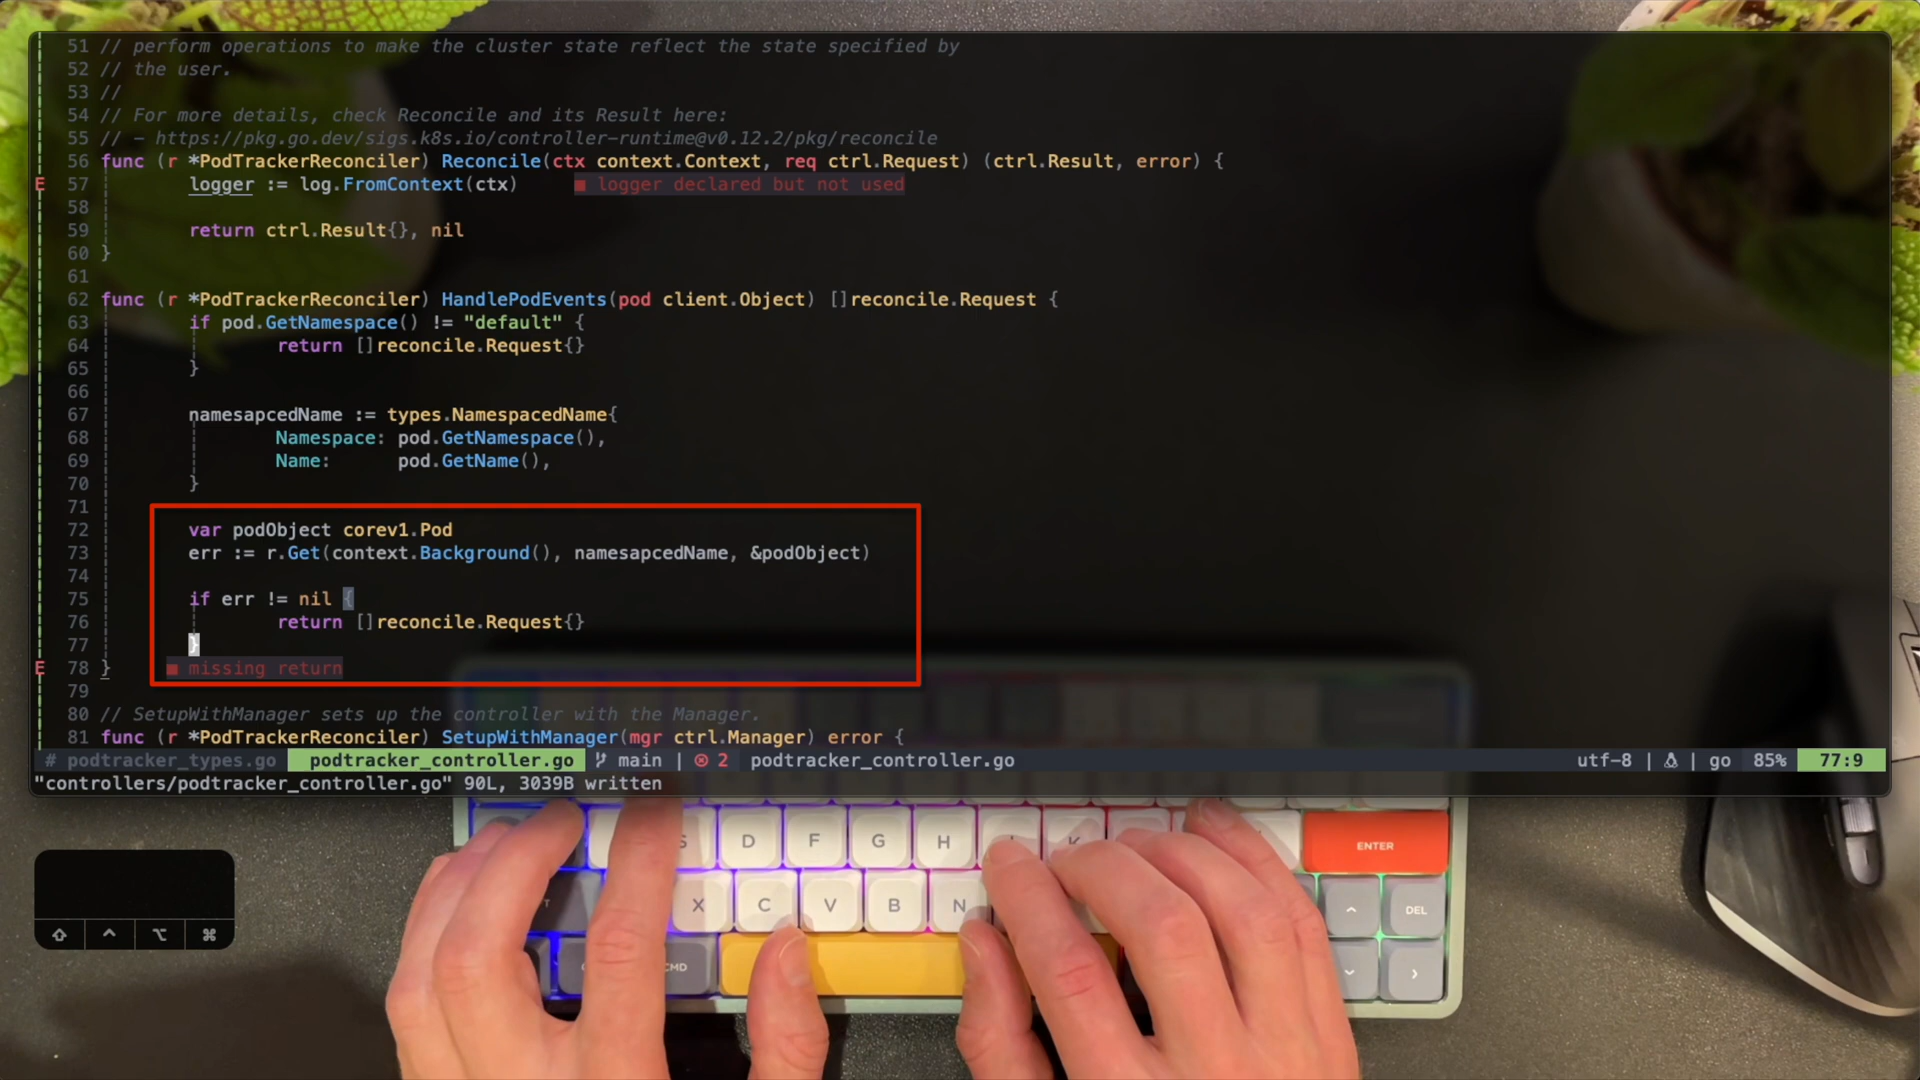 51 // perform operations to make the cluster state reflect the state specified by
52 // the user.
53 //
54 // For more details, check Reconcile and its Result here:
55 // - https://pkg.go.dev/sigs.k8s.io/controller-runtime@v0.12.2/pkg/reconcile
56 func (r *PodTrackerReconciler) Reconcile(ctx context.Context, req ctrl.Request) (ctrl.Result, error) {
E 57 logger := log.FromContext(ctx) ■ logger declared but not used
58
59 return ctrl.Result{}, nil
60 }
61
62 func (r *PodTrackerReconciler) HandlePodEvents(pod client.Object) []reconcile.Request {
63 if pod.GetNamespace() != "default" {
64 return []reconcile.Request{}
65 }
66
67 namesapcedName := types.NamespacedName{
68 Namespace: pod.GetNamespace(),
69 Name: pod.GetName(),
70 }
71
72 var podObject corev1.Pod
73 err := r.Get(context.Background(), namesapcedName, &podObject)
74
75 if err != nil {
76 return []reconcile.Request{}
77 }
E 78 } ■ missing return
79
80 // SetupWithManager sets up the controller with the Manager.
81 func (r *PodTrackerReconciler) SetupWithManager(mgr ctrl.Manager) error {
# podtracker_types.go podtracker_controller.go main | 2 podtracker_controller.go utf-8 | | go 85% 77:9
"controllers/podtracker_controller.go" 90L, 3039B written
S D F G H J K ENTER
X C V B N DEL
CMD